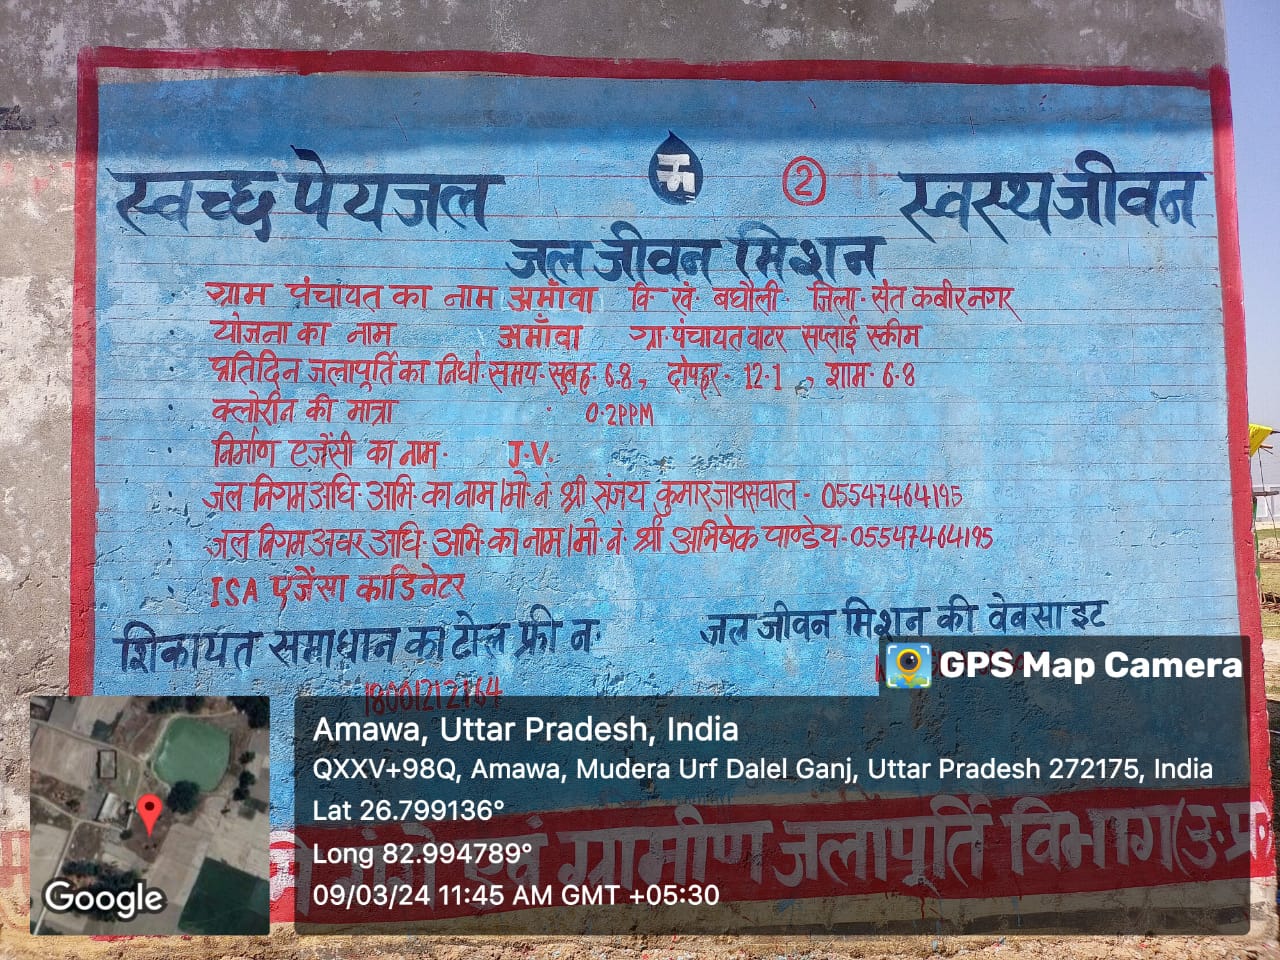 स्वच्छ पेयजल
②
स्वस्थ जीवन
जल जीवन मिशन
ग्राम पंचायत का नाम अमाँवा वि॰ खं॰ बघौली॰ जिला॰ संत कबीर नगर
योजना का नाम अमाँवा ग्रा॰ पंचायत वाटर सप्लाई स्कीम
प्रतिदिन जलापूर्ति का निर्धा॰ समय॰ सुबह॰ 6-8, दोपहर॰ 12-1, शाम॰ 6-8
क्लोरीन की मात्रा 0.2PPM
निर्माण एजेंसी का नाम॰ J.V.
जल निगम अधि॰ अभि॰ का नाम/मो॰ नं॰ श्री संजय कुमार जायसवाल - 05547464195
जल निगम अवर अधि॰ अभि॰ का नाम/मो॰ नं॰ श्री अभिषेक पाण्डेय-05547464195
ISA एजेंसा काडिनेटर
शिकायत समाधान का टोल फ्री न॰
जल जीवन मिशन की वेबसाइट
18001212164
एवं ग्रामीण जलापूर्ति विभाग (उ॰प्र
GPS Map Camera
Amawa, Uttar Pradesh, India
QXXV+98Q, Amawa, Mudera Urf Dalel Ganj, Uttar Pradesh 272175, India
Lat 26.799136°
Long 82.994789°
09/03/24 11:45 AM GMT +05:30
Google